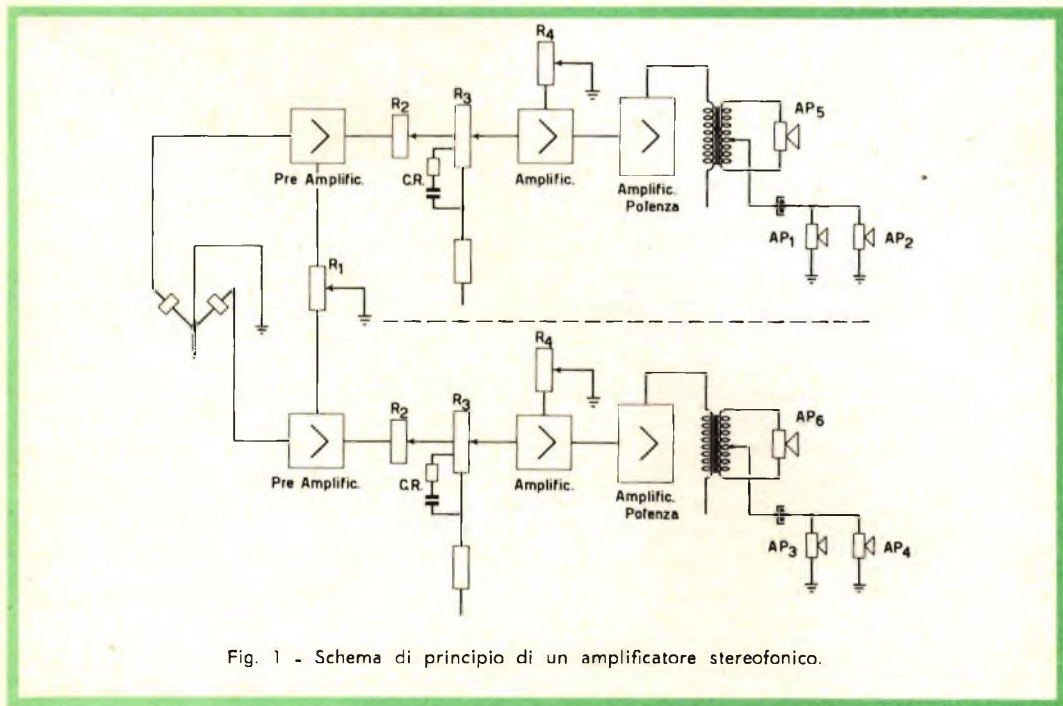 R4
R3
R2
AP5
C.R.
Pre Amplific.
Amplific.
Amplific.
Potenza
AP1
AP2
R1
R4
R3
R2
AP6
C.R.
Pre Amplific.
Amplific.
Amplific.
Potenza
AP3
AP4
Fig. 1 - Schema di principio di un amplificatore stereofonico.